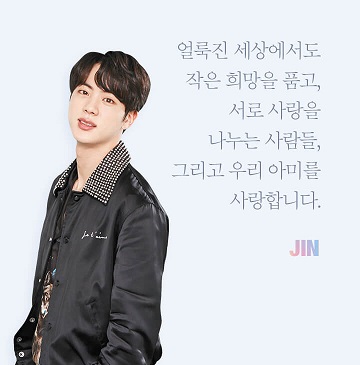 얼룩진 세상에서도
작은 희망을 품고,
서로 사랑을
나누는 사람들,
그리고 우리 아미를
사랑합니다.
JIN
Je t'aime